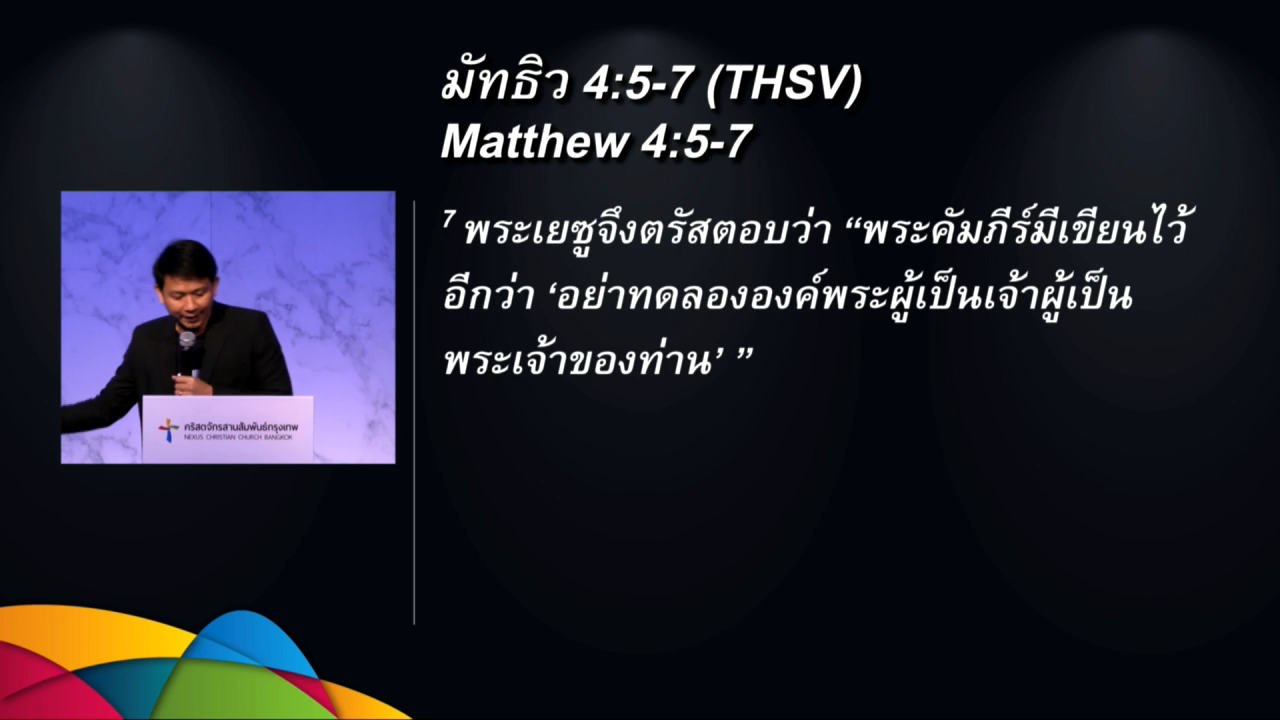 มัทธิว 4:5-7 (THSV)
Matthew 4:5-7
7 พระเยซูจึงตรัสตอบว่า “พระคัมภีร์มีเขียนไว้
อีกว่า ‘อย่าทดลององค์พระผู้เป็นเจ้าผู้เป็น
พระเจ้าของท่าน’ ”
คริสตจักรสานสัมพันธ์กรุงเทพ
NEXUS CHRISTIAN CHURCH BANGKOK